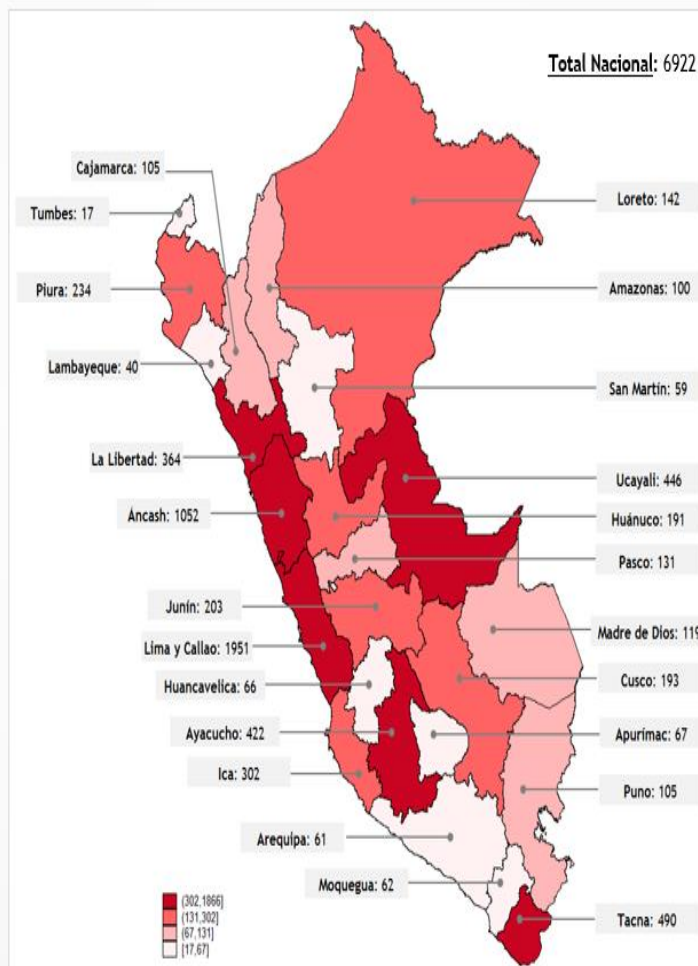 Total Nacional: 6922
Cajamarca: 105
Tumbes: 17
Loreto: 142
Piura: 234
Amazonas: 100
Lambayeque: 40
San Martín: 59
La Libertad: 364
Ucayali: 446
Áncash: 1052
Huánuco: 191
Pasco: 131
Junín: 203
Madre de Dios: 119
Lima y Callao: 1951
Cusco: 193
Huancavelica: 66
Ayacucho: 422
Apurímac: 67
Ica: 302
Puno: 105
Arequipa: 61
Moquegua: 62
Tacna: 490
(302,1866]
(131,302]
(67,131]
[17,67]